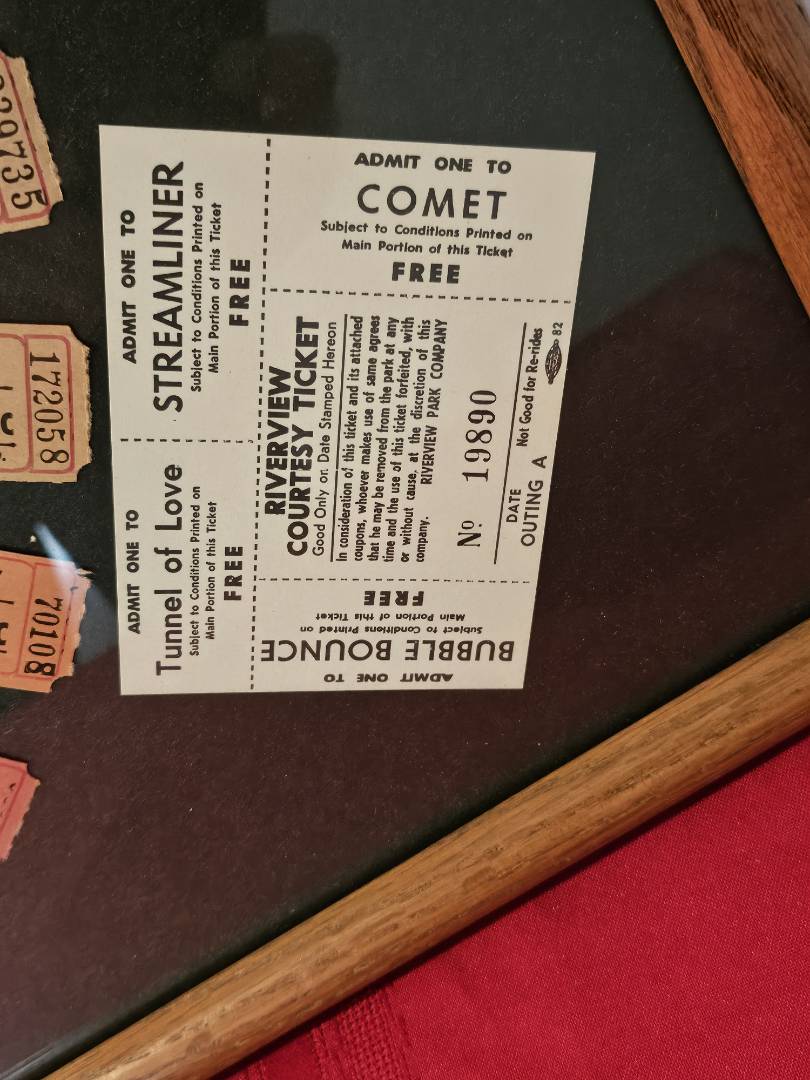 ADMIT ONE TO
STREAMLINER
Subject to Conditions Printed on
Main Portion of this Ticket
FREE
ADMIT ONE TO
Tunnel of Love
Subject to Conditions Printed on
Main Portion of this Ticket
FREE
ADMIT ONE TO
COMET
Subject to Conditions Printed on
Main Portion of this Ticket
FREE
RIVERVIEW
COURTESY TICKET
Good Only on Date Stamped Hereon
In consideration of this ticket and its attached
coupons, whoever makes use of same agrees
that he may be removed from the park at any
time and the use of this ticket forfeited, with
or without cause, at the discretion of this
company. RIVERVIEW PARK COMPANY
Nº 19890
DATE Not Good for Re-rides
OUTING A 82
ADMIT ONE TO
BUBBLE BOUNCE
Subject to Conditions Printed on
Main Portion of this Ticket
FREE
172058
70108